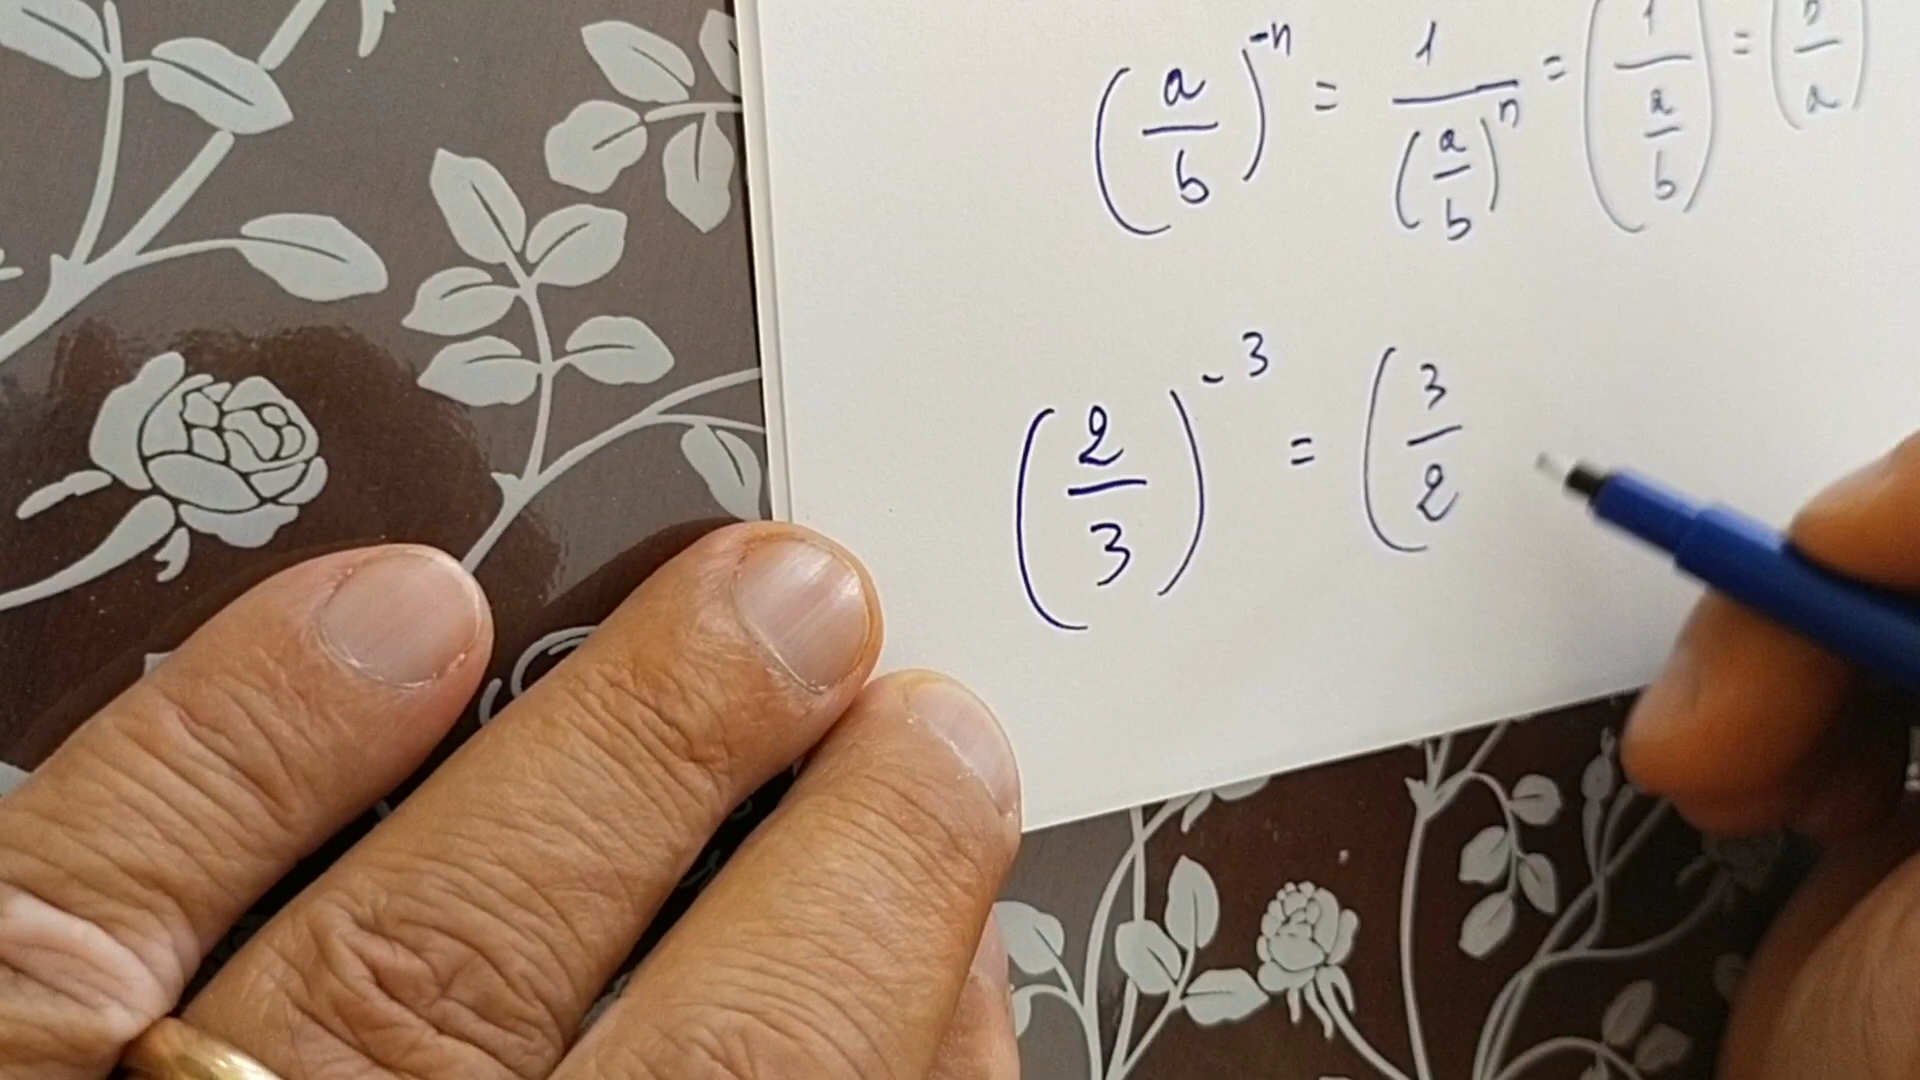 (a/b)^-n = 1/(a/b)^n = (1/(a/b)) = (b/a)
(2/3)^-3 = (3/2